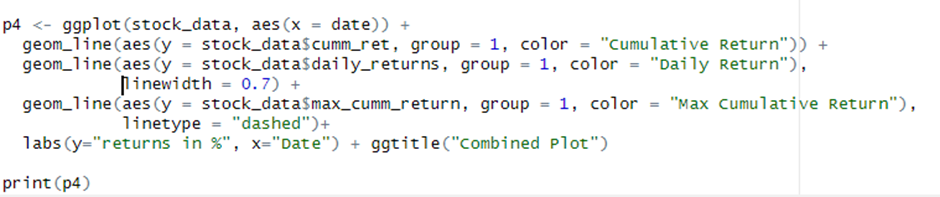 p4 <- ggplot(stock_data, aes(x = date)) +
  geom_line(aes(y = stock_data$cumm_ret, group = 1, color = "Cumulative Return")) +
  geom_line(aes(y = stock_data$daily_returns, group = 1, color = "Daily Return"),
            linewidth = 0.7) +
  geom_line(aes(y = stock_data$max_cumm_return, group = 1, color = "Max Cumulative Return"),
            linetype = "dashed")+
  labs(y="returns in %", x="Date") + ggtitle("Combined Plot")
print(p4)